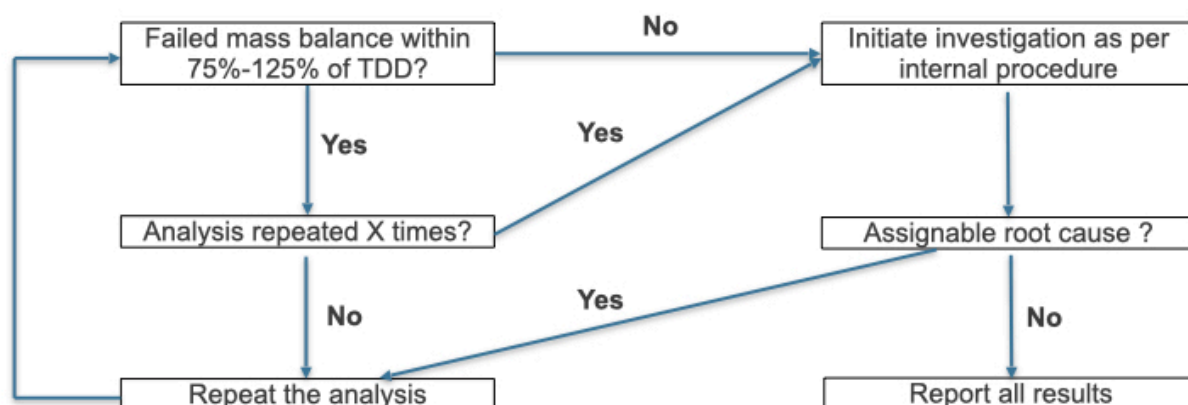 Failed mass balance within
75%-125% of TDD?
No
Initiate investigation as per
internal procedure
Yes
Yes
Analysis repeated X times?
Assignable root cause ?
Yes
No
No
Repeat the analysis
Report all results